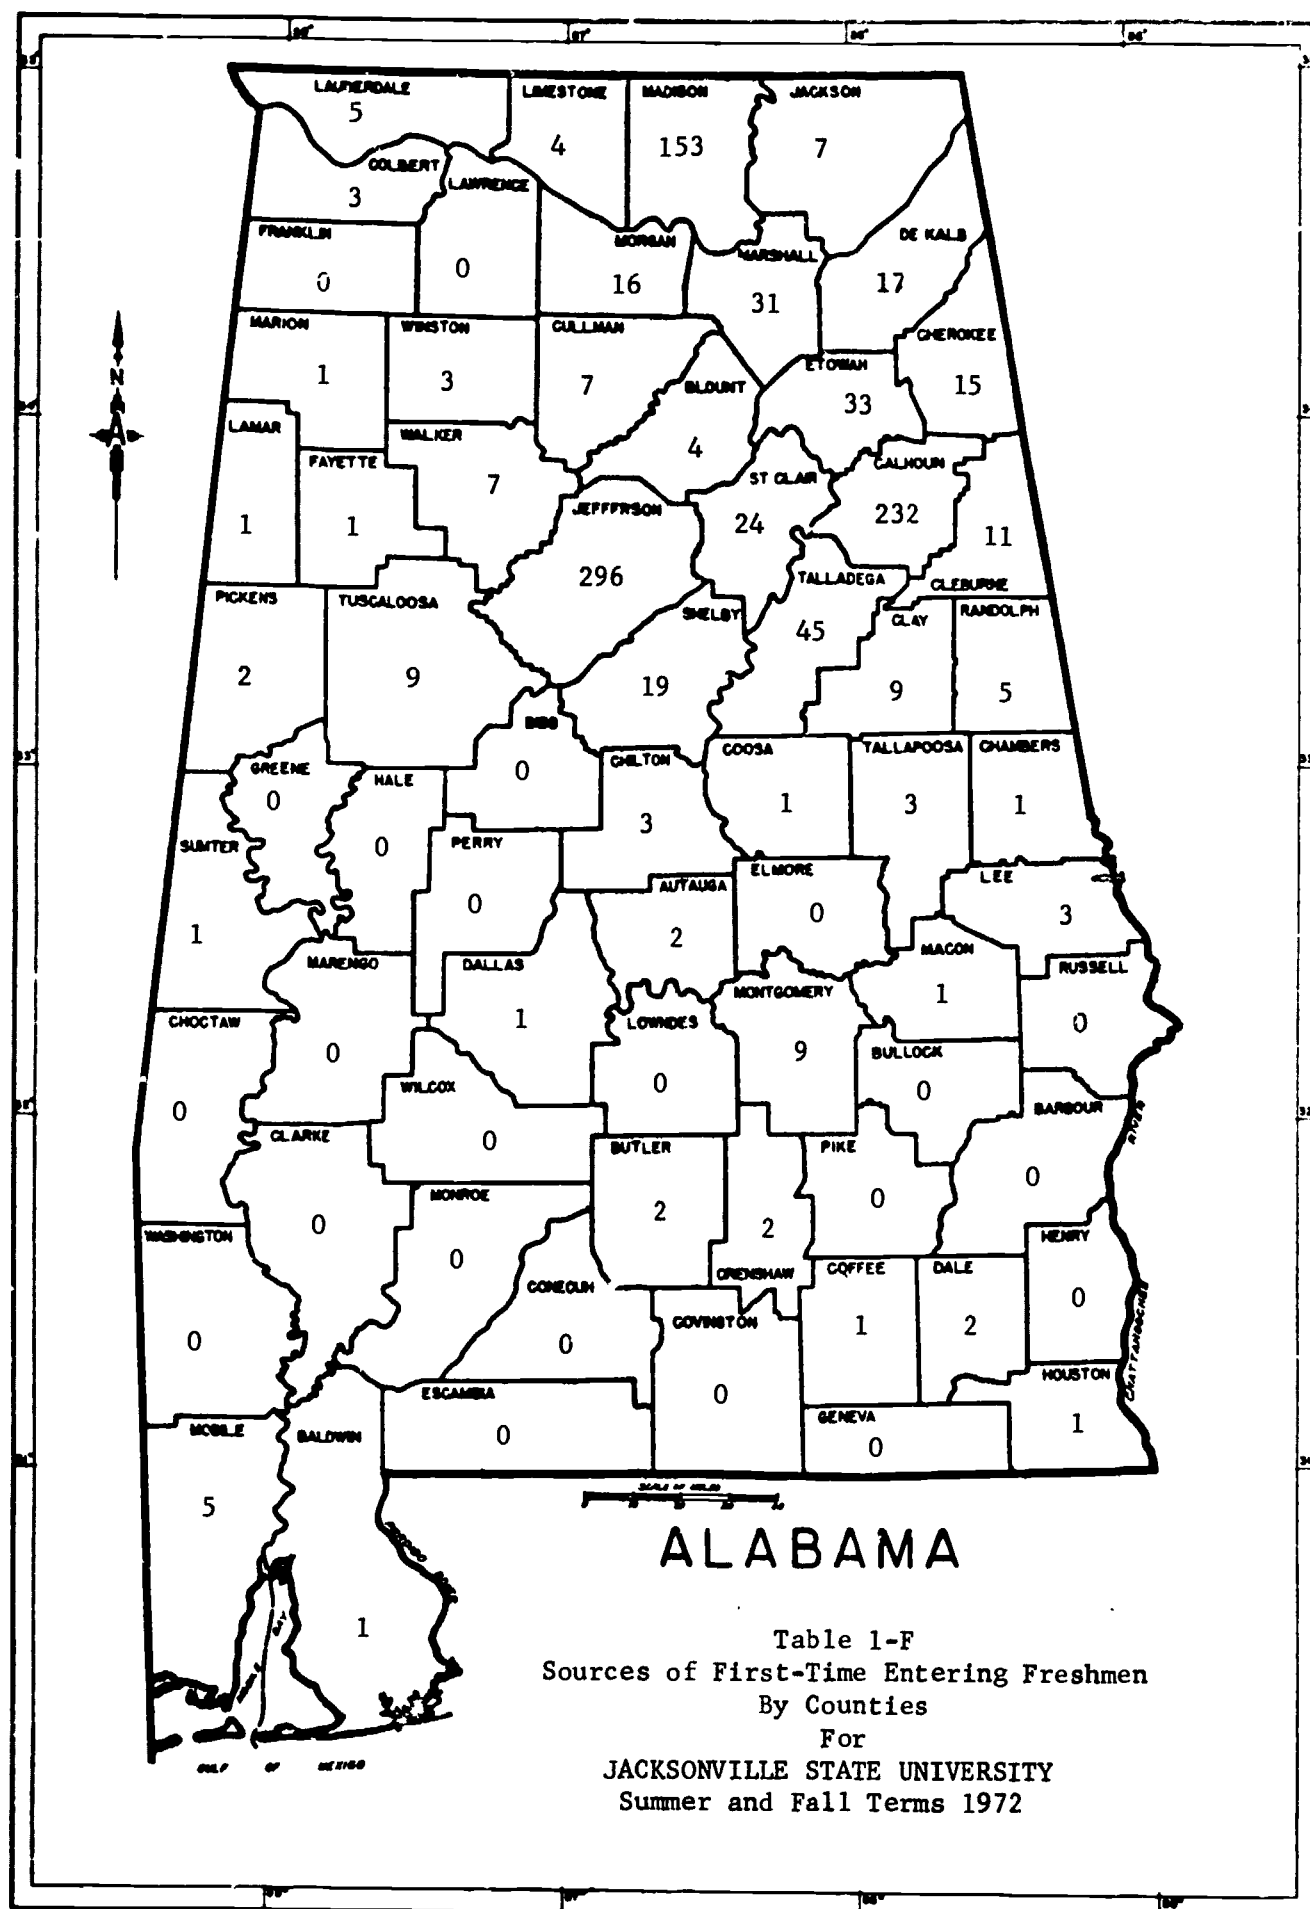 LAUDERDALE
5
LIMESTONE
4
MADISON
153
JACKSON
7
COLBERT
3
LAWRENCE
0
FRANKLIN
0
MORGAN
16
MARSHALL
31
DE KALB
17
MARION
1
WINSTON
3
CULLMAN
7
BLOUNT
4
ETOWAH
33
CHEROKEE
15
N
LAMAR
1
FAYETTE
1
WALKER
7
JEFFERSON
296
ST CLAIR
24
CALHOUN
232
CLEBURNE
11
PICKENS
2
TUSCALOOSA
9
SHELBY
19
TALLADEGA
45
CLAY
9
RANDOLPH
5
BIBB
0
GREENE
0
HALE
0
CHILTON
3
COOSA
1
TALLAPOOSA
3
CHAMBERS
1
SUMTER
1
PERRY
0
AUTAUGA
2
ELMORE
0
LEE
3
MARENGO
0
DALLAS
1
MONTGOMERY
9
MACON
1
RUSSELL
0
CHOCTAW
0
LOWNDES
0
BULLOCK
0
WILCOX
0
CLARKE
0
BUTLER
2
PIKE
0
BARBOUR
0
RIVER
MONROE
0
CRENSHAW
2
WASHINGTON
0
CONECUH
0
COVINGTON
0
COFFEE
1
DALE
2
HENRY
0
CHATTAHOOCHEE
ESCAMBIA
0
GENEVA
0
HOUSTON
1
MOBILE
5
BALDWIN
1
SCALE OF MILES
GULF OF MEXICO
ALABAMA
Table 1-F
Sources of First-Time Entering Freshmen
By Counties
For
JACKSONVILLE STATE UNIVERSITY
Summer and Fall Terms 1972